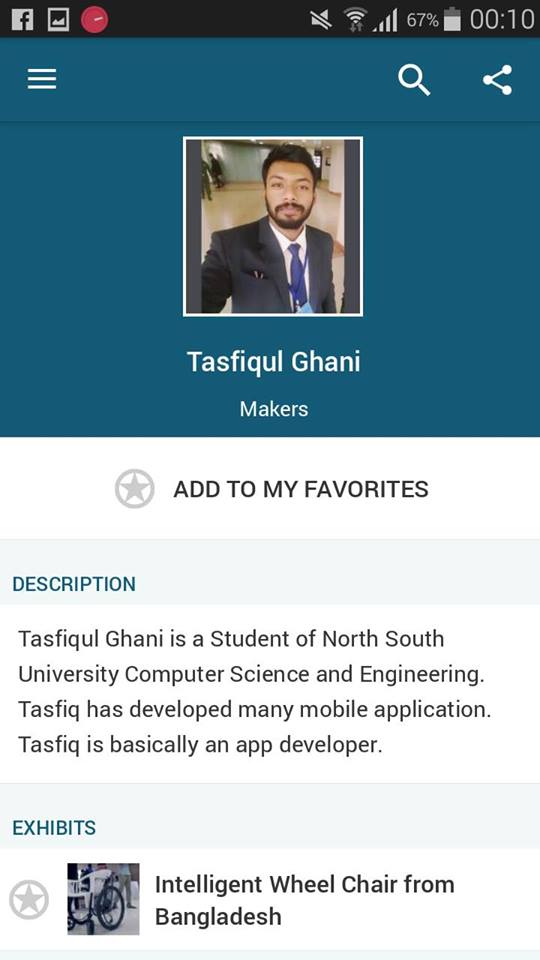 67% 00:10
Tasfiqul Ghani
Makers
ADD TO MY FAVORITES
DESCRIPTION
Tasfiqul Ghani is a Student of North South
University Computer Science and Engineering.
Tasfiq has developed many mobile application.
Tasfiq is basically an app developer.
EXHIBITS
Intelligent Wheel Chair from
Bangladesh